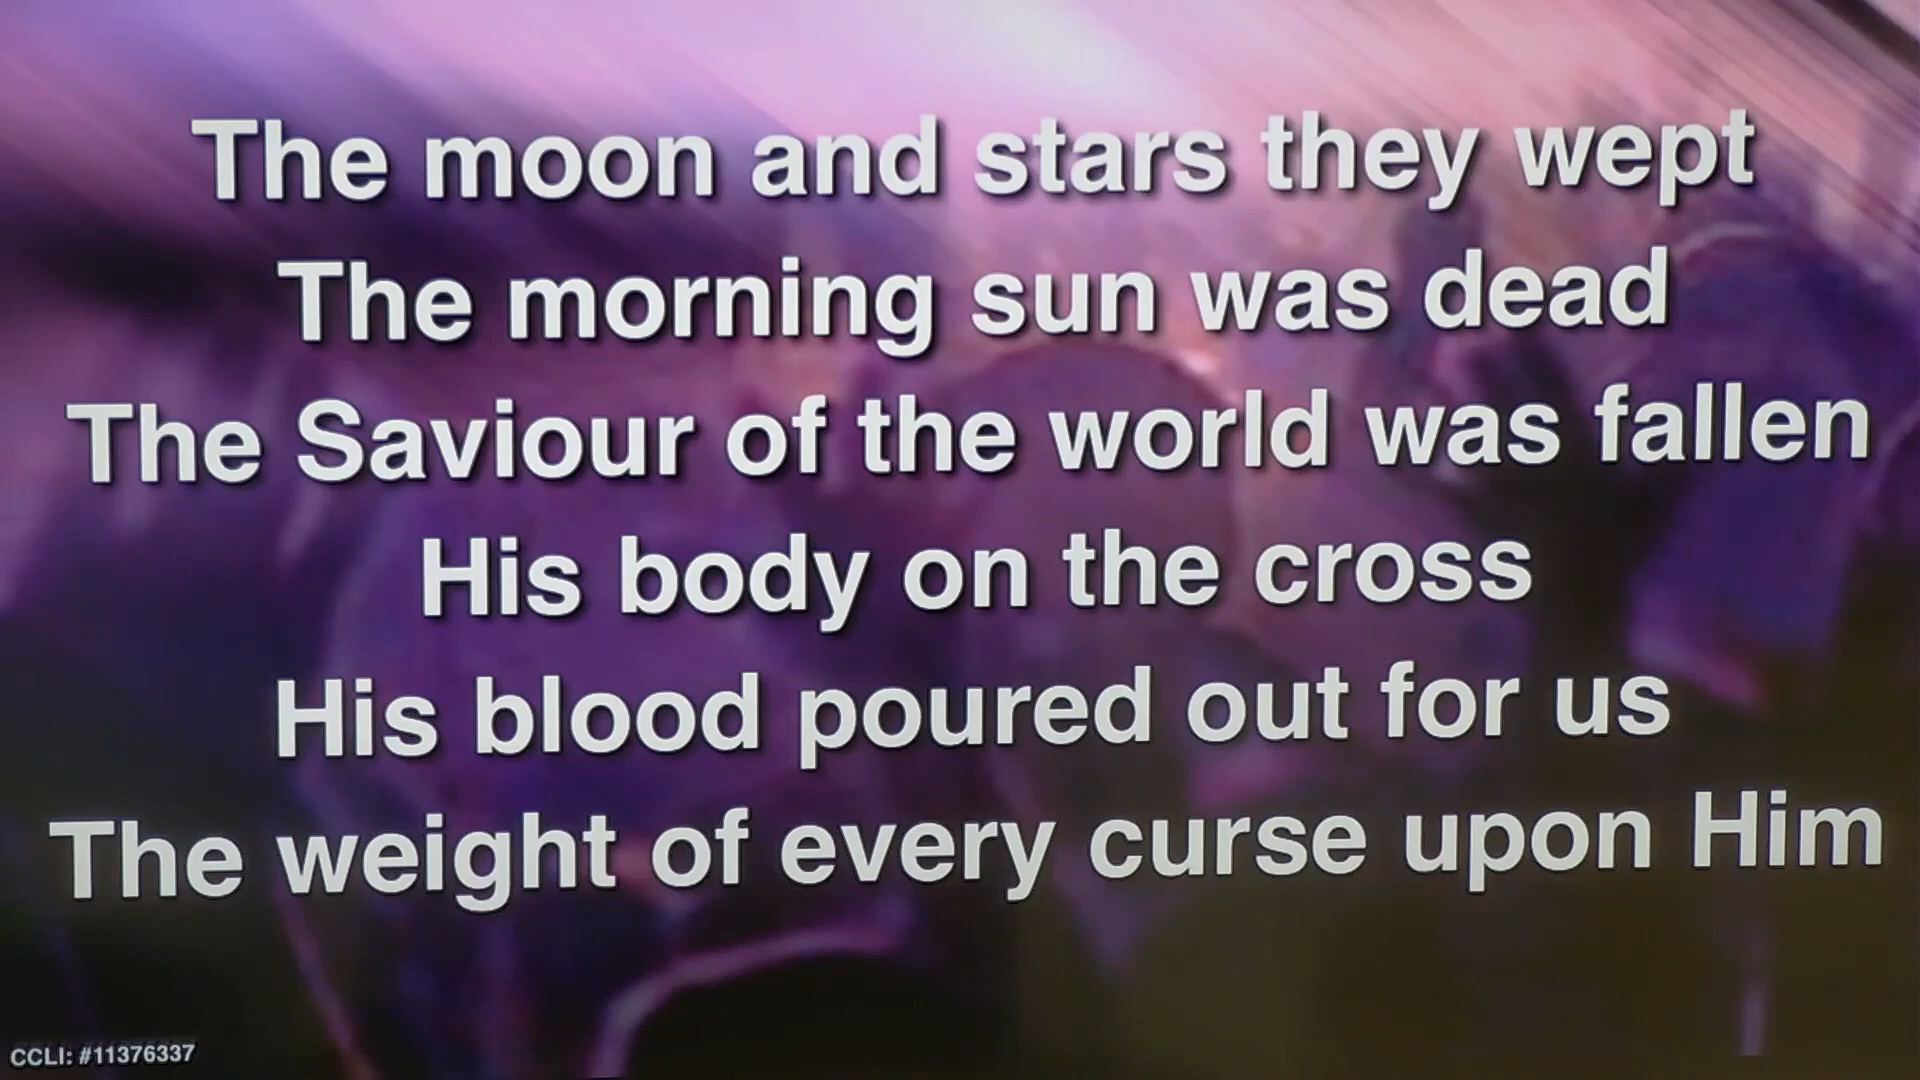 The moon and stars they wept
The morning sun was dead
The Saviour of the world was fallen
His body on the cross
His blood poured out for us
The weight of every curse upon Him
CCLI: #11376337